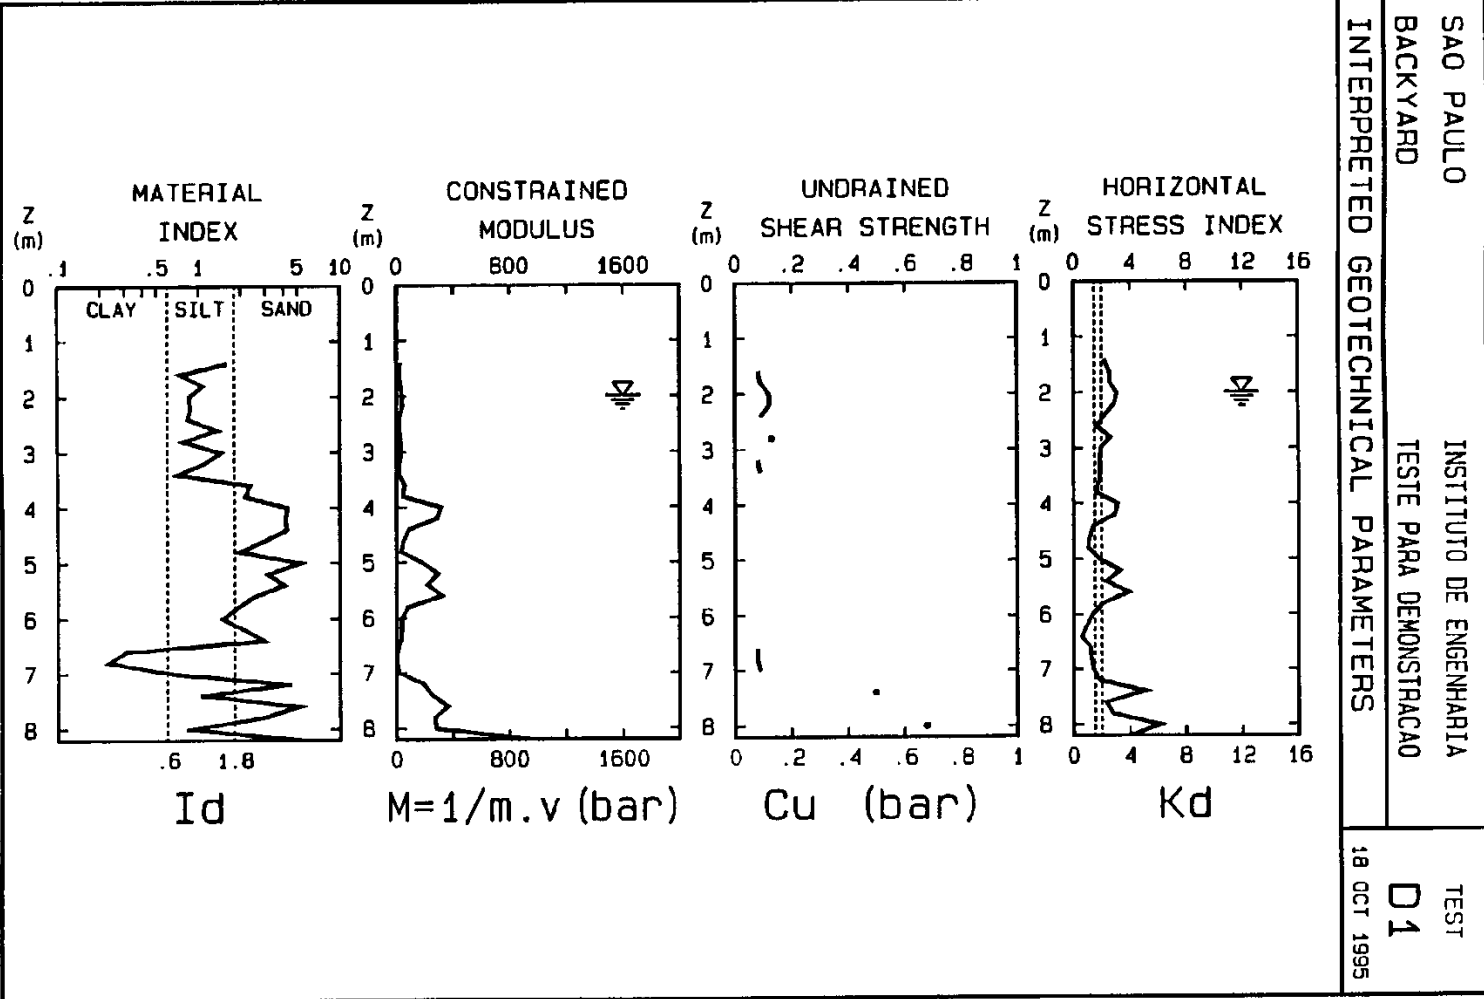 SAO PAULO
BACKYARD
INSTITUTO DE ENGENHARIA
TESTE PARA DEMONSTRACAO
INTERPRETED GEOTECHNICAL PARAMETERS
TEST
D1
18 OCT 1995
MATERIAL
INDEX
Z
(m)
.1 .5 1 5 10
CLAY SILT SAND
0
1
2
3
4
5
6
7
8
.6 1.8
Id
CONSTRAINED
MODULUS
Z
(m)
0 800 1600
0
1
2
3
4
5
6
7
8
0 800 1600
M=1/m.v (bar)
UNDRAINED
SHEAR STRENGTH
Z
(m)
0 .2 .4 .6 .8 1
0
1
2
3
4
5
6
7
8
0 .2 .4 .6 .8 1
Cu (bar)
HORIZONTAL
STRESS INDEX
Z
(m)
0 4 8 12 16
0
1
2
3
4
5
6
7
8
0 4 8 12 16
Kd